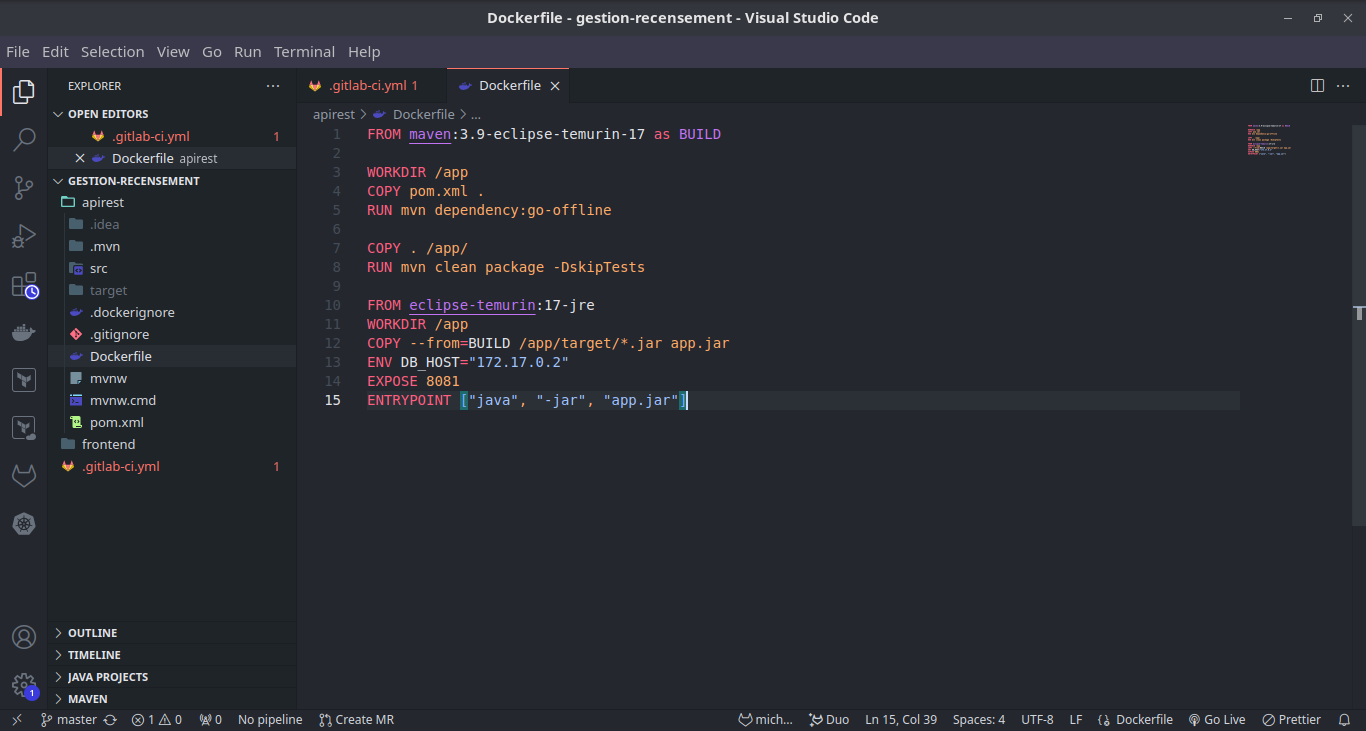 Dockerfile - gestion-recensement - Visual Studio Code
File Edit Selection View Go Run Terminal Help
EXPLORER
OPEN EDITORS
.gitlab-ci.yml 1
Dockerfile apirest
GESTION-RECENSEMENT
apirest
.idea
.mvn
src
target
.dockerignore
.gitignore
Dockerfile
mvnw
mvnw.cmd
pom.xml
frontend
.gitlab-ci.yml 1
OUTLINE
TIMELINE
JAVA PROJECTS
MAVEN
.gitlab-ci.yml 1 Dockerfile
apirest > Dockerfile > ...
1 FROM maven:3.9-eclipse-temurin-17 as BUILD
2
3 WORKDIR /app
4 COPY pom.xml .
5 RUN mvn dependency:go-offline
6
7 COPY . /app/
8 RUN mvn clean package -DskipTests
9
10 FROM eclipse-temurin:17-jre
11 WORKDIR /app
12 COPY --from=BUILD /app/target/*.jar app.jar
13 ENV DB_HOST="172.17.0.2"
14 EXPOSE 8081
15 ENTRYPOINT ["java", "-jar", "app.jar"]
1
master 1 0 0 No pipeline Create MR mich... Duo Ln 15, Col 39 Spaces: 4 UTF-8 LF Dockerfile Go Live Prettier